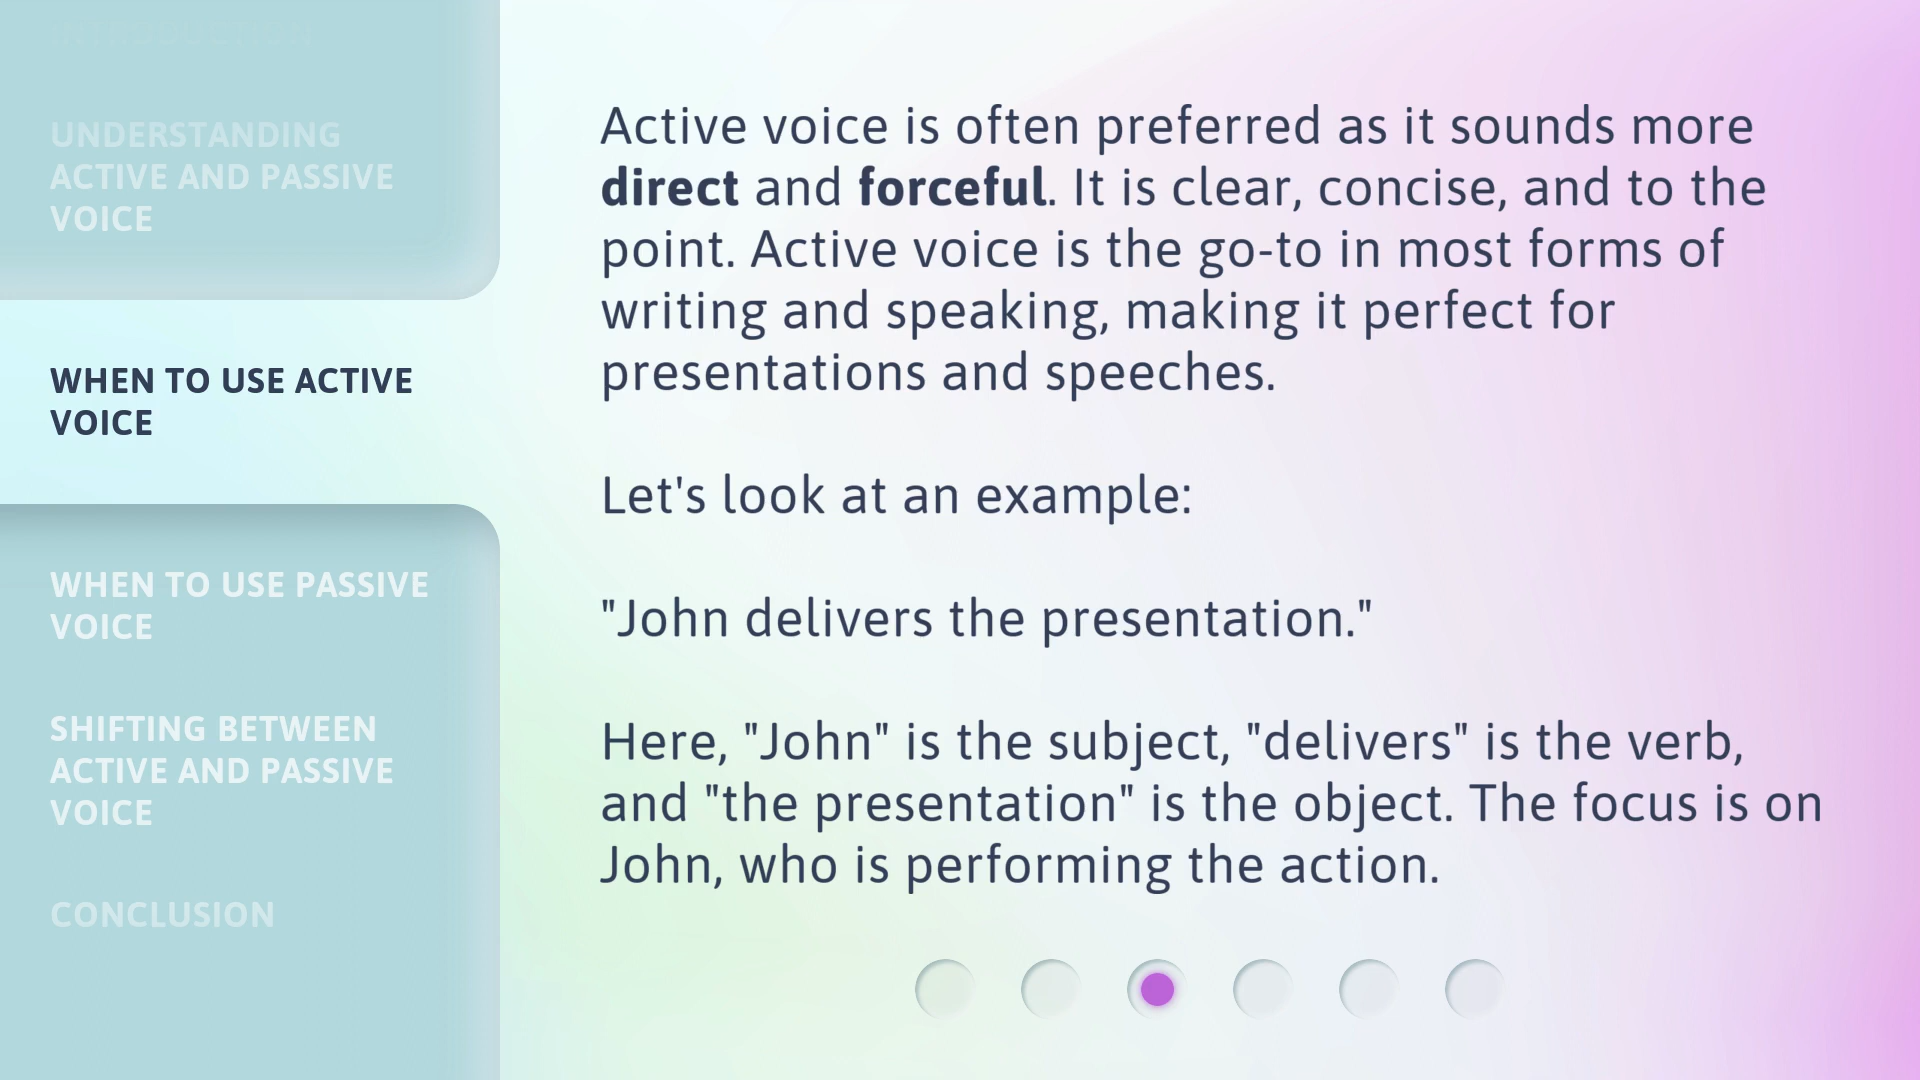 INTRODUCTION
UNDERSTANDING
ACTIVE AND PASSIVE
VOICE
WHEN TO USE ACTIVE
VOICE
WHEN TO USE PASSIVE
VOICE
SHIFTING BETWEEN
ACTIVE AND PASSIVE
VOICE
CONCLUSION
Active voice is often preferred as it sounds more
direct and forceful. It is clear, concise, and to the
point. Active voice is the go-to in most forms of
writing and speaking, making it perfect for
presentations and speeches.
Let's look at an example:
"John delivers the presentation."
Here, "John" is the subject, "delivers" is the verb,
and "the presentation" is the object. The focus is on
John, who is performing the action.